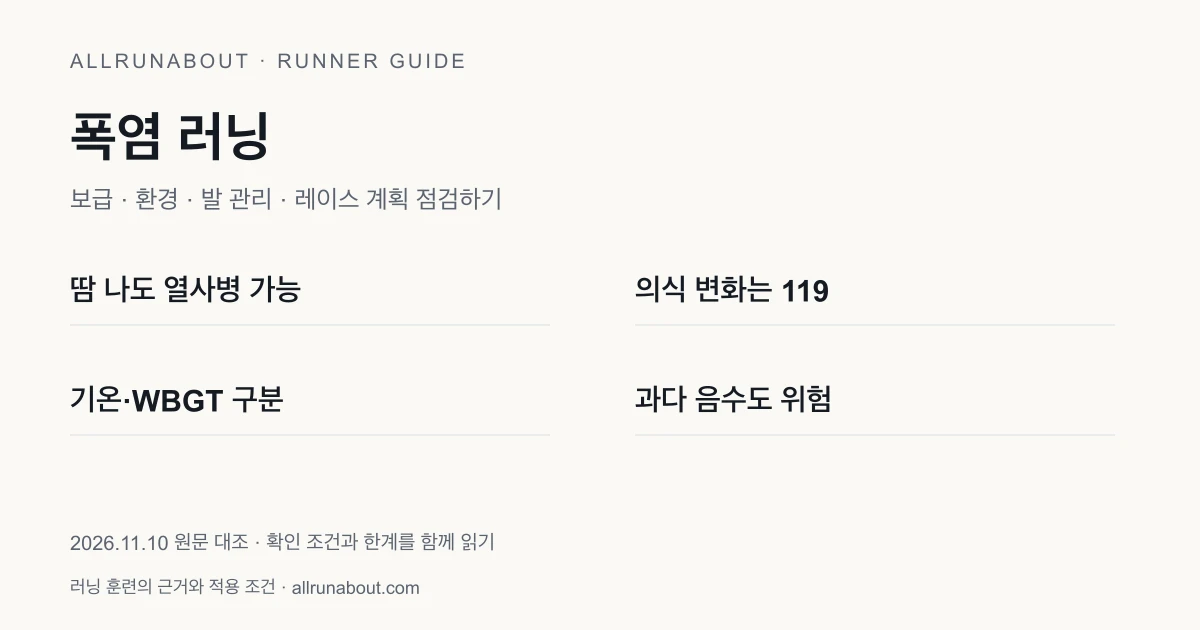 ALLRUNABOUT · RUNNER GUIDE
폭염 러닝
보급 · 환경 · 발 관리 · 레이스 계획 점검하기
땀 나도 열사병 가능
의식 변화는 119
기온·WBGT 구분
과다 음수도 위험
2026.11.10 원문 대조 · 확인 조건과 한계를 함께 읽기
러닝 훈련의 근거와 적용 조건 · allrunabout.com